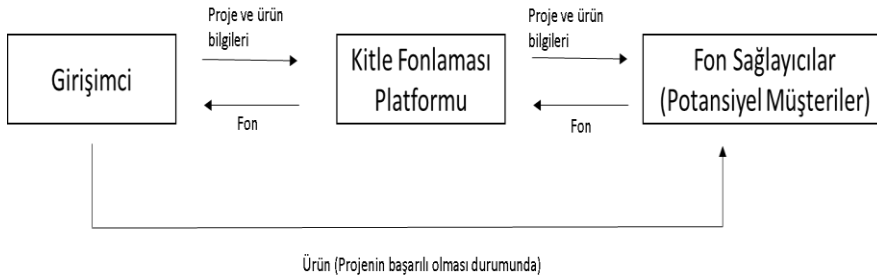 Proje ve ürün
bilgileri
Proje ve ürün
bilgileri
Girişimci
Kitle Fonlaması
Platformu
Fon Sağlayıcılar
(Potansiyel Müşteriler)
Fon
Fon
Ürün (Projenin başarılı olması durumunda)